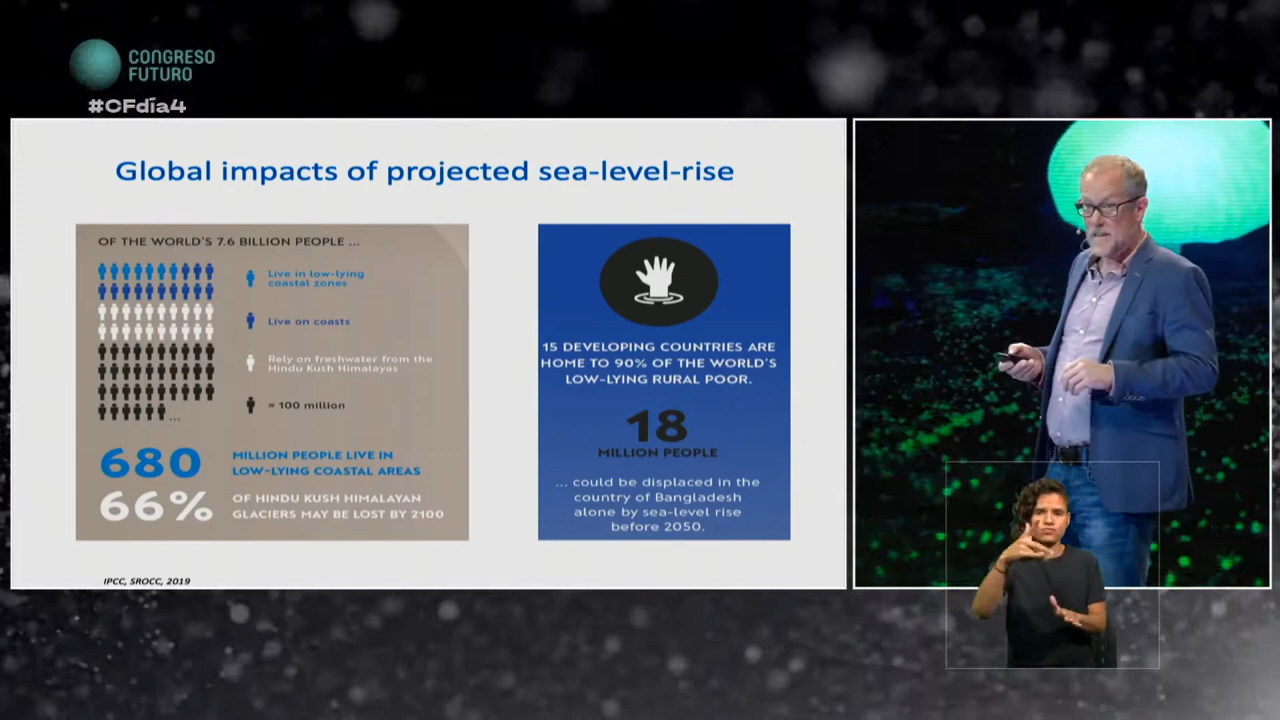 CONGRESO
FUTURO
#CFdía4
Global impacts of projected sea-level-rise
OF THE WORLD'S 7.6 BILLION PEOPLE ...
Live in low-lying
coastal zones
Live on coasts
Rely on freshwater from the
Hindu Kush Himalayas
= 100 million
...
680
MILLION PEOPLE LIVE IN
LOW-LYING COASTAL AREAS
66%
OF HINDU KUSH HIMALAYAN
GLACIERS MAY BE LOST BY 2100
15 DEVELOPING COUNTRIES ARE
HOME TO 90% OF THE WORLD'S
LOW-LYING RURAL POOR.
18
MILLION PEOPLE
... could be displaced in the
country of Bangladesh
alone by sea-level rise
before 2050.
IPCC, SROCC, 2019